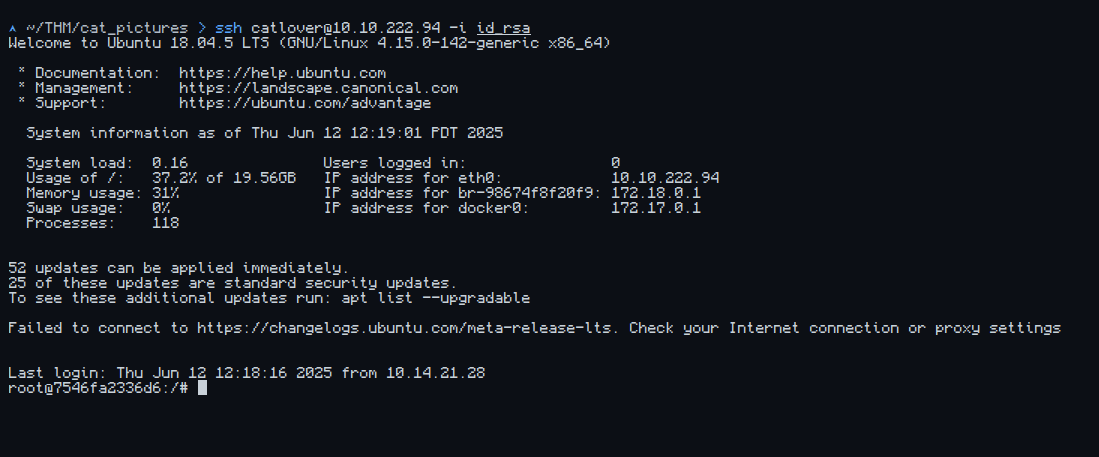 ^ ~/THM/cat_pictures > ssh catlover@10.10.222.94 -i id_rsa
Welcome to Ubuntu 18.04.5 LTS (GNU/Linux 4.15.0-142-generic x86_64)
* Documentation:  https://help.ubuntu.com
* Management:     https://landscape.canonical.com
* Support:        https://ubuntu.com/advantage
System information as of Thu Jun 12 12:19:01 PDT 2025
System load:  0.16               Users logged in:                0
Usage of /:   37.2% of 19.56GB   IP address for eth0:            10.10.222.94
Memory usage: 31%                IP address for br-98674f8f20f9: 172.18.0.1
Swap usage:   0%                 IP address for docker0:         172.17.0.1
Processes:    118
52 updates can be applied immediately.
25 of these updates are standard security updates.
To see these additional updates run: apt list --upgradable
Failed to connect to https://changelogs.ubuntu.com/meta-release-lts. Check your Internet connection or proxy settings
Last login: Thu Jun 12 12:18:16 2025 from 10.14.21.28
root@7546fa2336d6:/#